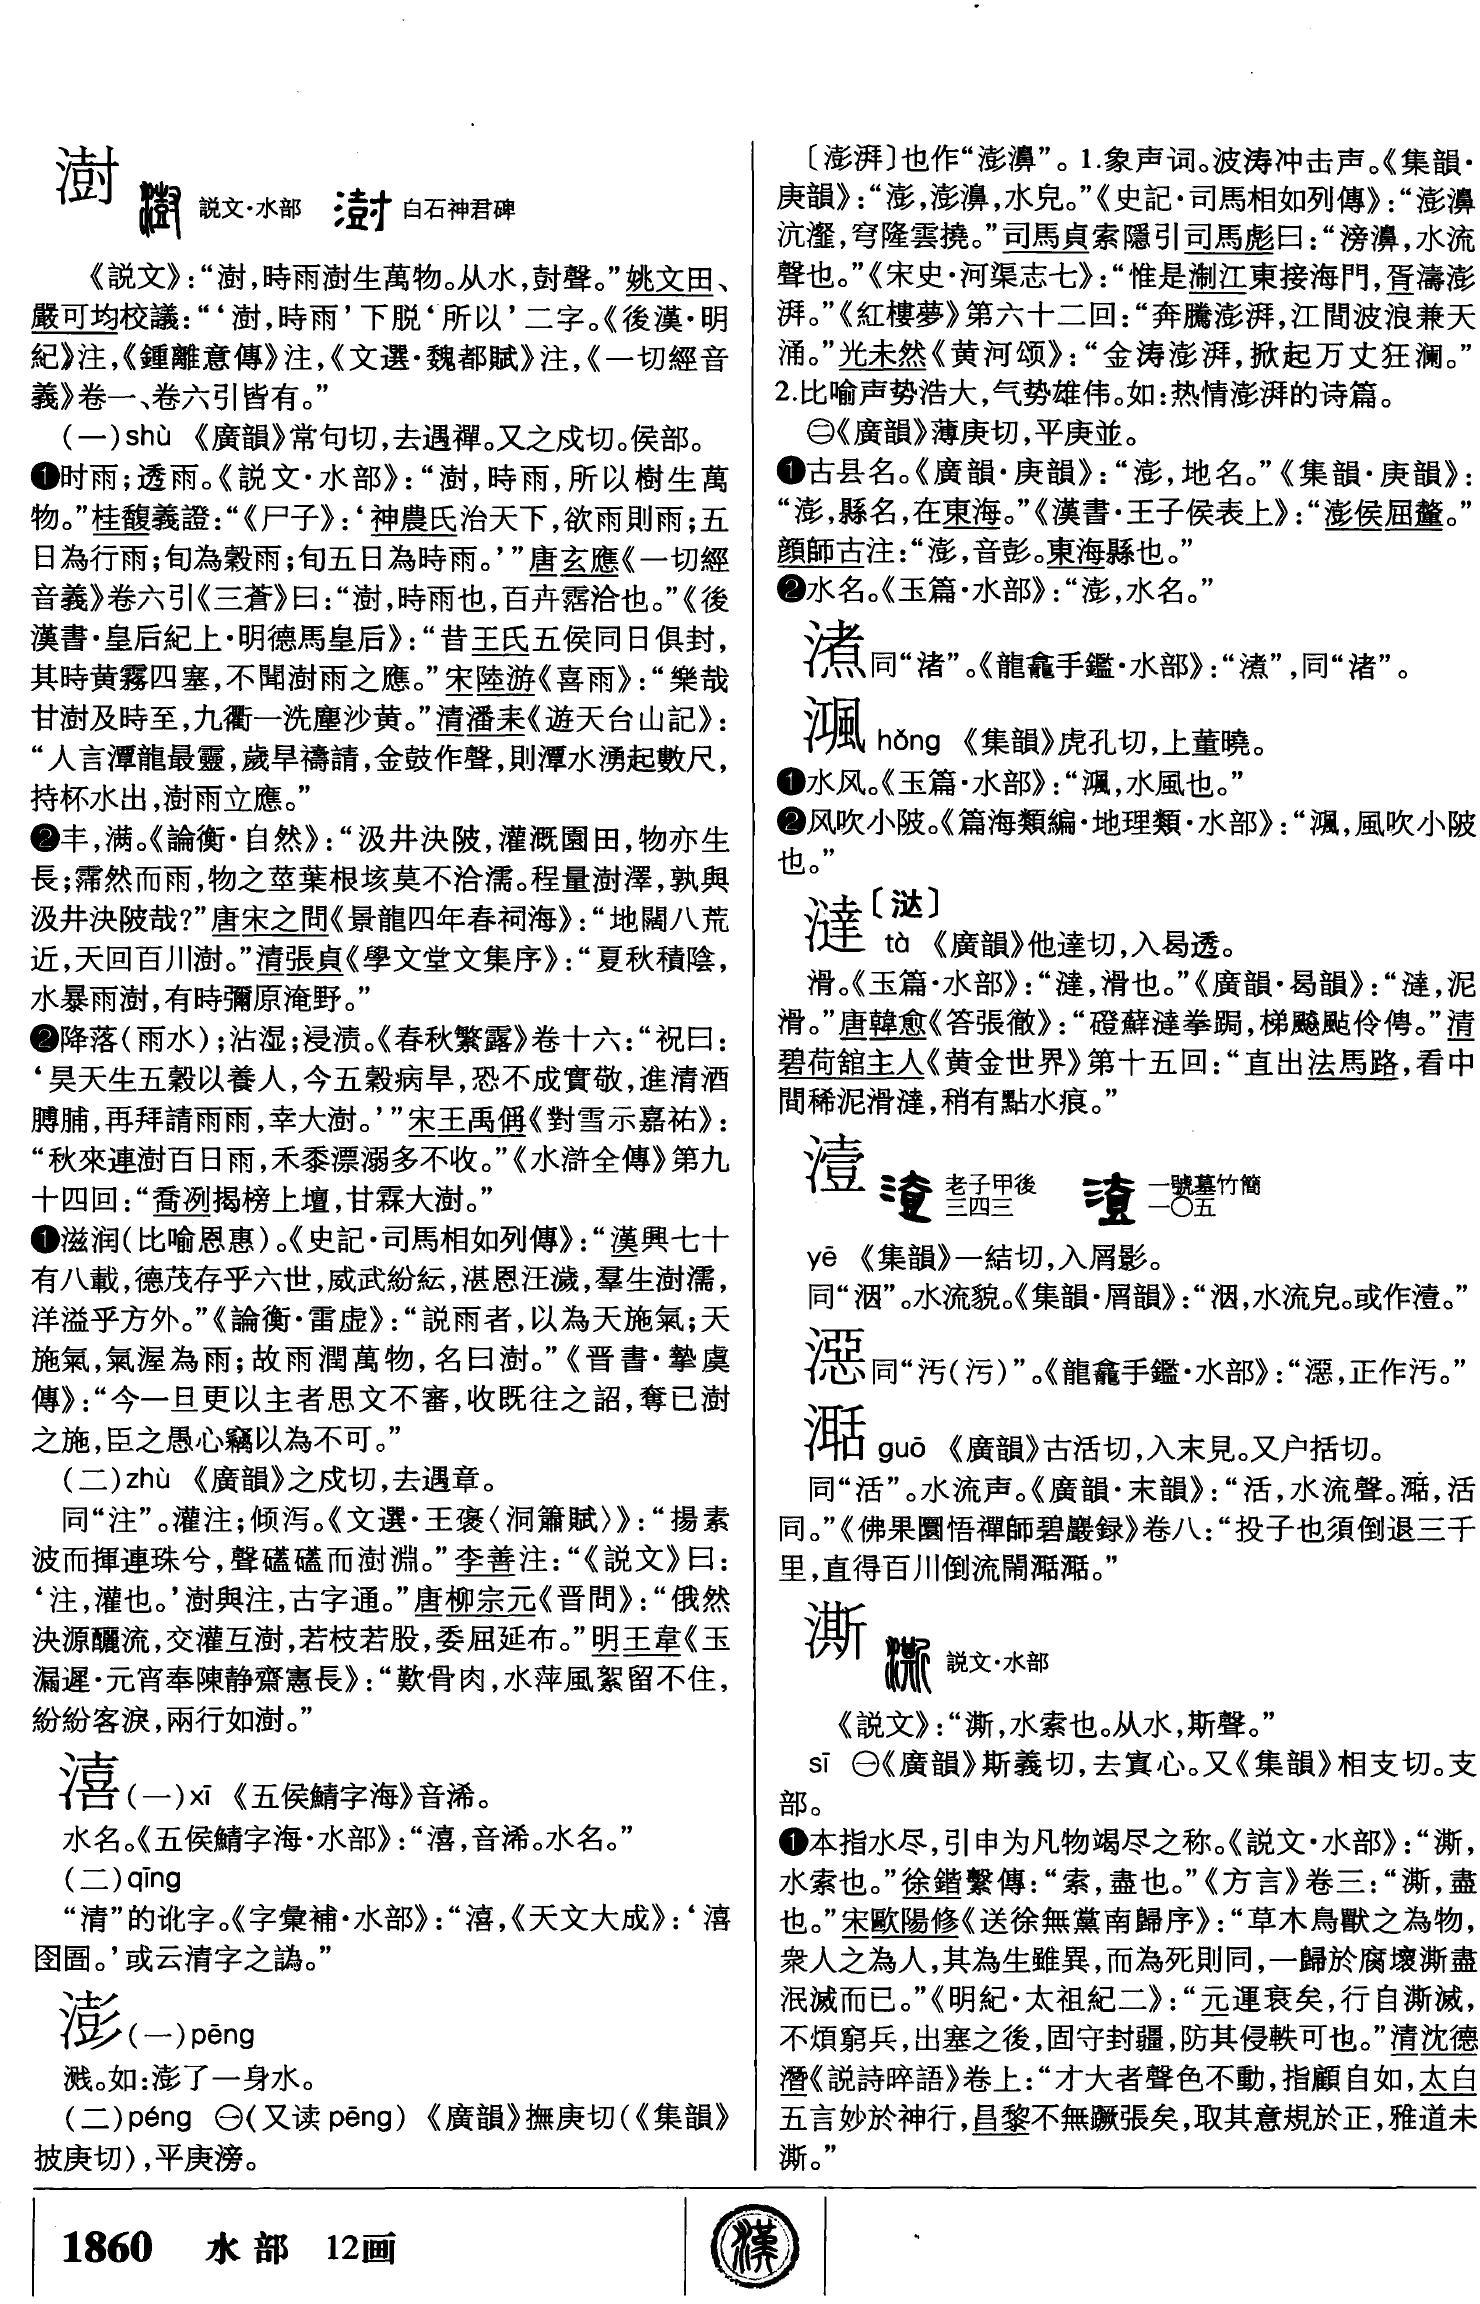 澍
説文·水部 白石神君碑
《説文》：“澍，時雨澍生萬物。从水，尌聲。”姚文田、
嚴可均校議：“‘澍，時雨’下脱‘所以’二字。《後漢·明
紀》注，《鍾離意傳》注，《文選·魏都賦》注，《一切經音
義》卷一、卷六引皆有。”
（一）shù 《廣韻》常句切，去遇禪。又之戍切。侯部。
❶时雨；透雨。《説文·水部》：“澍，時雨，所以樹生萬
物。”桂馥義證：“《尸子》：‘神農氏治天下，欲雨則雨；五
日為行雨；旬為穀雨；旬五日為時雨。’”唐玄應《一切經
音義》卷六引《三蒼》曰：“澍，時雨也，百卉霑洽也。”《後
漢書·皇后紀上·明德馬皇后》：“昔王氏五侯同日俱封，
其時黄霧四塞，不聞澍雨之應。”宋陸游《喜雨》：“樂哉
甘澍及時至，九衢一洗塵沙黄。”清潘耒《遊天台山記》：
“人言潭龍最靈，歲旱禱請，金鼓作聲，則潭水湧起數尺，
持杯水出，澍雨立應。”
❷丰，满。《論衡·自然》：“汲井決陂，灌溉園田，物亦生
長；霈然而雨，物之莖葉根垓莫不洽濡。程量澍澤，孰與
汲井決陂哉？”唐宋之問《景龍四年春祠海》：“地闊八荒
近，天回百川澍。”清張貞《學文堂文集序》：“夏秋積陰，
水暴雨澍，有時彌原淹野。”
❷降落（雨水）；沾湿；浸渍。《春秋繁露》卷十六：“祝曰：
‘昊天生五穀以養人，今五穀病旱，恐不成實敬，進清酒
膊脯，再拜請雨雨，幸大澍。’”宋王禹偁《對雪示嘉祐》：
“秋來連澍百日雨，禾黍漂溺多不收。”《水滸全傳》第九
十四回：“喬冽揭榜上壇，甘霖大澍。”
❶滋润（比喻恩惠）。《史記·司馬相如列傳》：“漢興七十
有八載，德茂存乎六世，威武紛紜，湛恩汪濊，羣生澍濡，
洋溢乎方外。”《論衡·雷虚》：“説雨者，以為天施氣；天
施氣，氣渥為雨；故雨潤萬物，名曰澍。”《晋書·摯虞
傳》：“今一旦更以主者思文不審，收既往之詔，奪已澍
之施，臣之愚心竊以為不可。”
（二）zhù 《廣韻》之戍切，去遇章。
同“注”。灌注；倾泻。《文選·王褒〈洞簫賦〉》：“揚素
波而揮連珠兮，聲礚礚而澍淵。”李善注：“《説文》曰：
‘注，灌也。’澍與注，古字通。”唐柳宗元《晋問》：“俄然
決源釃流，交灌互澍，若枝若股，委屈延布。”明王韋《玉
漏遲·元宵奉陳静齋憲長》：“歎骨肉，水萍風絮留不住，
紛紛客淚，兩行如澍。”
潹（一）xī 《五侯鯖字海》音浠。
水名。《五侯鯖字海·水部》：“潹，音浠。水名。”
（二）qīng
“清”的讹字。《字彙補·水部》：“潹，《天文大成》：‘潹
囹圄。’或云清字之譌。”
澎（一）pēng
溅。如：澎了一身水。
（二）péng ㊀（又读pēng）《廣韻》撫庚切（《集韻》
披庚切），平庚滂。
〔澎湃〕也作“澎濞”。1.象声词。波涛冲击声。《集韻·
庚韻》：“澎，澎濞，水皃。”《史記·司馬相如列傳》：“澎濞
沆瀣，穹隆雲撓。”司馬貞索隱引司馬彪曰：“滂濞，水流
聲也。”《宋史·河渠志七》：“惟是淛江東接海門，胥濤澎
湃。”《紅樓夢》第六十二回：“奔騰澎湃，江間波浪兼天
涌。”光未然《黄河颂》：“金涛澎湃，掀起万丈狂澜。”
2.比喻声势浩大，气势雄伟。如：热情澎湃的诗篇。
㊁《廣韻》薄庚切，平庚並。
❶古县名。《廣韻·庚韻》：“澎，地名。”《集韻·庚韻》：
“澎，縣名，在東海。”《漢書·王子侯表上》：“澎侯屈釐。”
顔師古注：“澎，音彭。東海縣也。”
❷水名。《玉篇·水部》：“澎，水名。”
㵭同“渚”。《龍龕手鑑·水部》：“㵭”，同“渚”。
渢 hǒng 《集韻》虎孔切，上董曉。
❶水风。《玉篇·水部》：“渢，水風也。”
❷风吹小陂。《篇海類編·地理類·水部》：“渢，風吹小陂
也。”
澾〔㳠〕
tà 《廣韻》他達切，入曷透。
滑。《玉篇·水部》：“澾，滑也。”《廣韻·曷韻》：“澾，泥
滑。”唐韓愈《答張徹》：“磴蘚澾拳跼，梯飈颭伶俜。”清
碧荷舘主人《黄金世界》第十五回：“直出法馬路，看中
間稀泥滑澾，稍有點水痕。”
潱 老子甲後三四三 一號墓竹簡一〇五
yē 《集韻》一結切，入屑影。
同“洇”。水流貌。《集韻·屑韻》：“洇，水流皃。或作潱。”
澸同“汚（污）”。《龍龕手鑑·水部》：“澸，正作汚。”
㵧 guō 《廣韻》古活切，入末見。又户括切。
同“活”。水流声。《廣韻·末韻》：“活，水流聲。㵧，活
同。”《佛果圜悟禪師碧巖録》卷八：“投子也須倒退三千
里，直得百川倒流鬧㵧㵧。”
澌 説文·水部
《説文》：“澌，水索也。从水，斯聲。”
sī ㊀《廣韻》斯義切，去寘心。又《集韻》相支切。支
部。
❶本指水尽，引申为凡物竭尽之称。《説文·水部》：“澌，
水索也。”徐鍇繫傳：“索，盡也。”《方言》卷三：“澌，盡
也。”宋歐陽修《送徐無黨南歸序》：“草木鳥獸之為物，
衆人之為人，其為生雖異，而為死則同，一歸於腐壞澌盡
泯滅而已。”《明紀·太祖紀二》：“元運衰矣，行自澌滅，
不煩窮兵，出塞之後，固守封疆，防其侵軼可也。”清沈德
潛《説詩晬語》卷上：“才大者聲色不動，指顧自如，太白
五言妙於神行，昌黎不無蹶張矣，取其意規於正，雅道未
澌。”
1860 水部 12画
漢